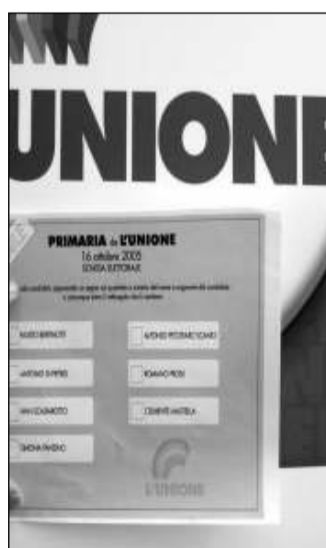 UNIONE
PRIMARIA de L'UNIONE
16 ottobre 2005
SCHEDA ELETTORALE
FAUSTO BERTINOTTI
ALFONSO PECORARO SCANIO
ANTONIO DI PIETRO
ROMANO PRODI
IVAN SCALFAROTTO
CLEMENTE MASTELLA
SIMONA PANZINO
L'UNIONE